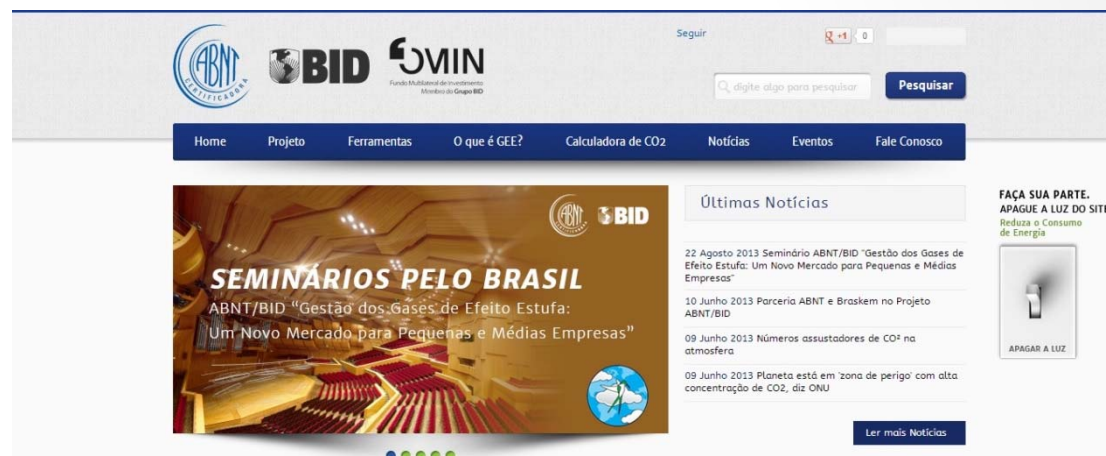 ABNT
CERTIFICADORA
BID
FOMIN
Fundo Multilateral de Investimento
Membro do Grupo BID
Seguir
+1 0
digite algo para pesquisar
Pesquisar
Home Projeto Ferramentas O que é GEE? Calculadora de CO2 Notícias Eventos Fale Conosco
ABNT BID
SEMINÁRIOS PELO BRASIL
ABNT/BID “Gestão dos Gases de Efeito Estufa:
Um Novo Mercado para Pequenas e Médias Empresas”
Últimas Notícias
22 Agosto 2013 Seminário ABNT/BID "Gestão dos Gases de
Efeito Estufa: Um Novo Mercado para Pequenas e Médias
Empresas"
10 Junho 2013 Parceria ABNT e Braskem no Projeto
ABNT/BID
09 Junho 2013 Números assustadores de CO² na
atmosfera
09 Junho 2013 Planeta está em 'zona de perigo' com alta
concentração de CO2, diz ONU
Ler mais Notícias
FAÇA SUA PARTE.
APAGUE A LUZ DO SITE
Reduza o Consumo
de Energia
APAGAR A LUZ